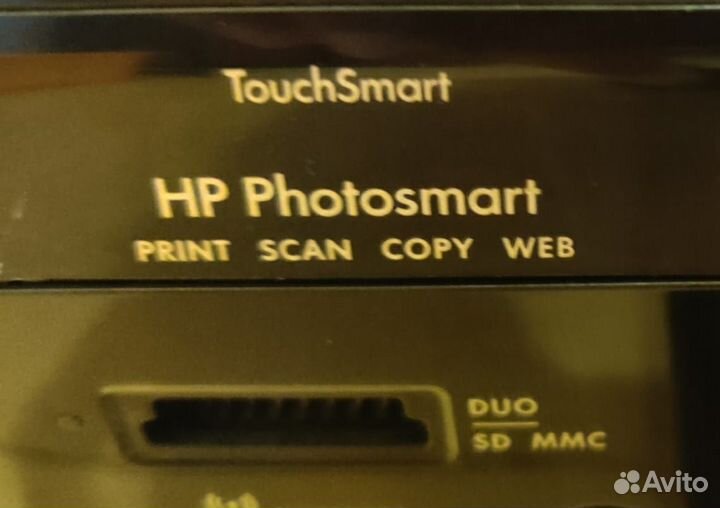 TouchSmart
HP Photosmart
PRINT SCAN COPY WEB
DUO
SD MMC
Avito